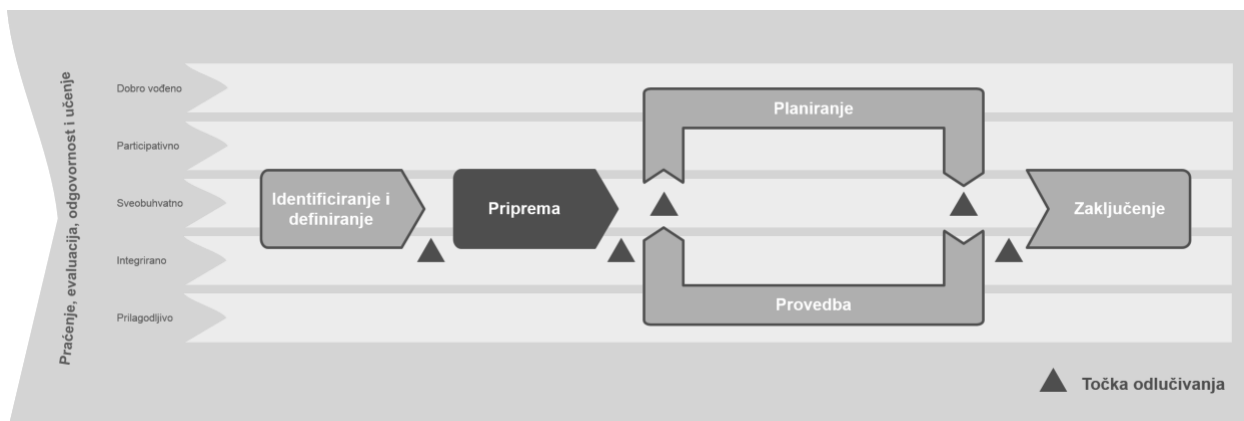 Praćenje, evaluacija, odgovornost i učenje
Dobro vođeno
Participativno
Sveobuhvatno
Integrirano
Prilagodljivo
Identificiranje i
definiranje
Priprema
Planiranje
Provedba
Zaključenje
Točka odlučivanja